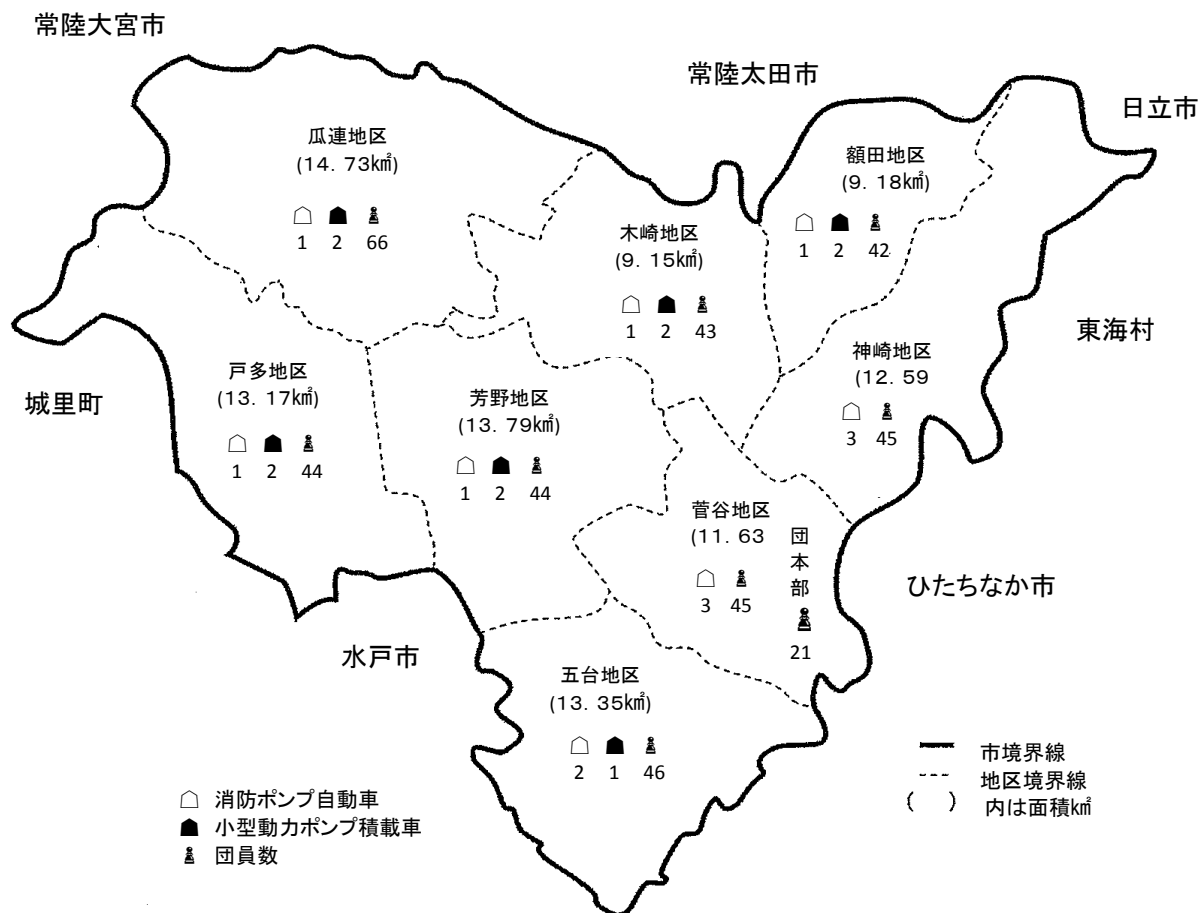 常陸大宮市
常陸太田市
日立市
瓜連地区
(14.73k㎡)
1 2 66
額田地区
(9.18k㎡)
1 2 42
木崎地区
(9.15k㎡)
1 2 43
東海村
神崎地区
(12.59
3 45
戸多地区
(13.17k㎡)
1 2 44
城里町
芳野地区
(13.79k㎡)
1 2 44
菅谷地区
(11.63
3 45
団本部
21
ひたちなか市
水戸市
五台地区
(13.35k㎡)
2 1 46
消防ポンプ自動車
小型動力ポンプ積載車
団員数
市境界線
地区境界線
( ) 内は面積k㎡